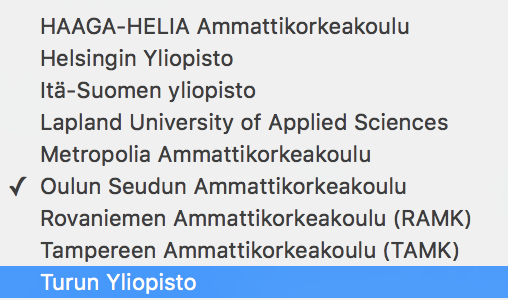 HAAGA-HELIA Ammattikorkeakoulu
Helsingin Yliopisto
Itä-Suomen yliopisto
Lapland University of Applied Sciences
Metropolia Ammattikorkeakoulu
✓ Oulun Seudun Ammattikorkeakoulu
Rovaniemen Ammattikorkeakoulu (RAMK)
Tampereen Ammattikorkeakoulu (TAMK)
Turun Yliopisto